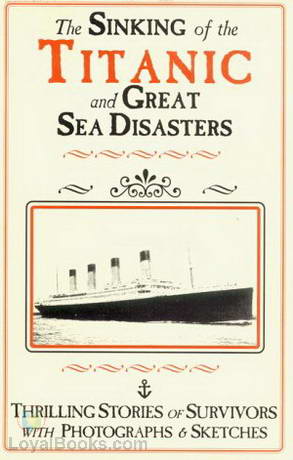 The SINKING of the
TITANIC
and GREAT
SEA DISASTERS
THRILLING STORIES OF SURVIVORS
WITH PHOTOGRAPHS & SKETCHES
LoyalBooks.com